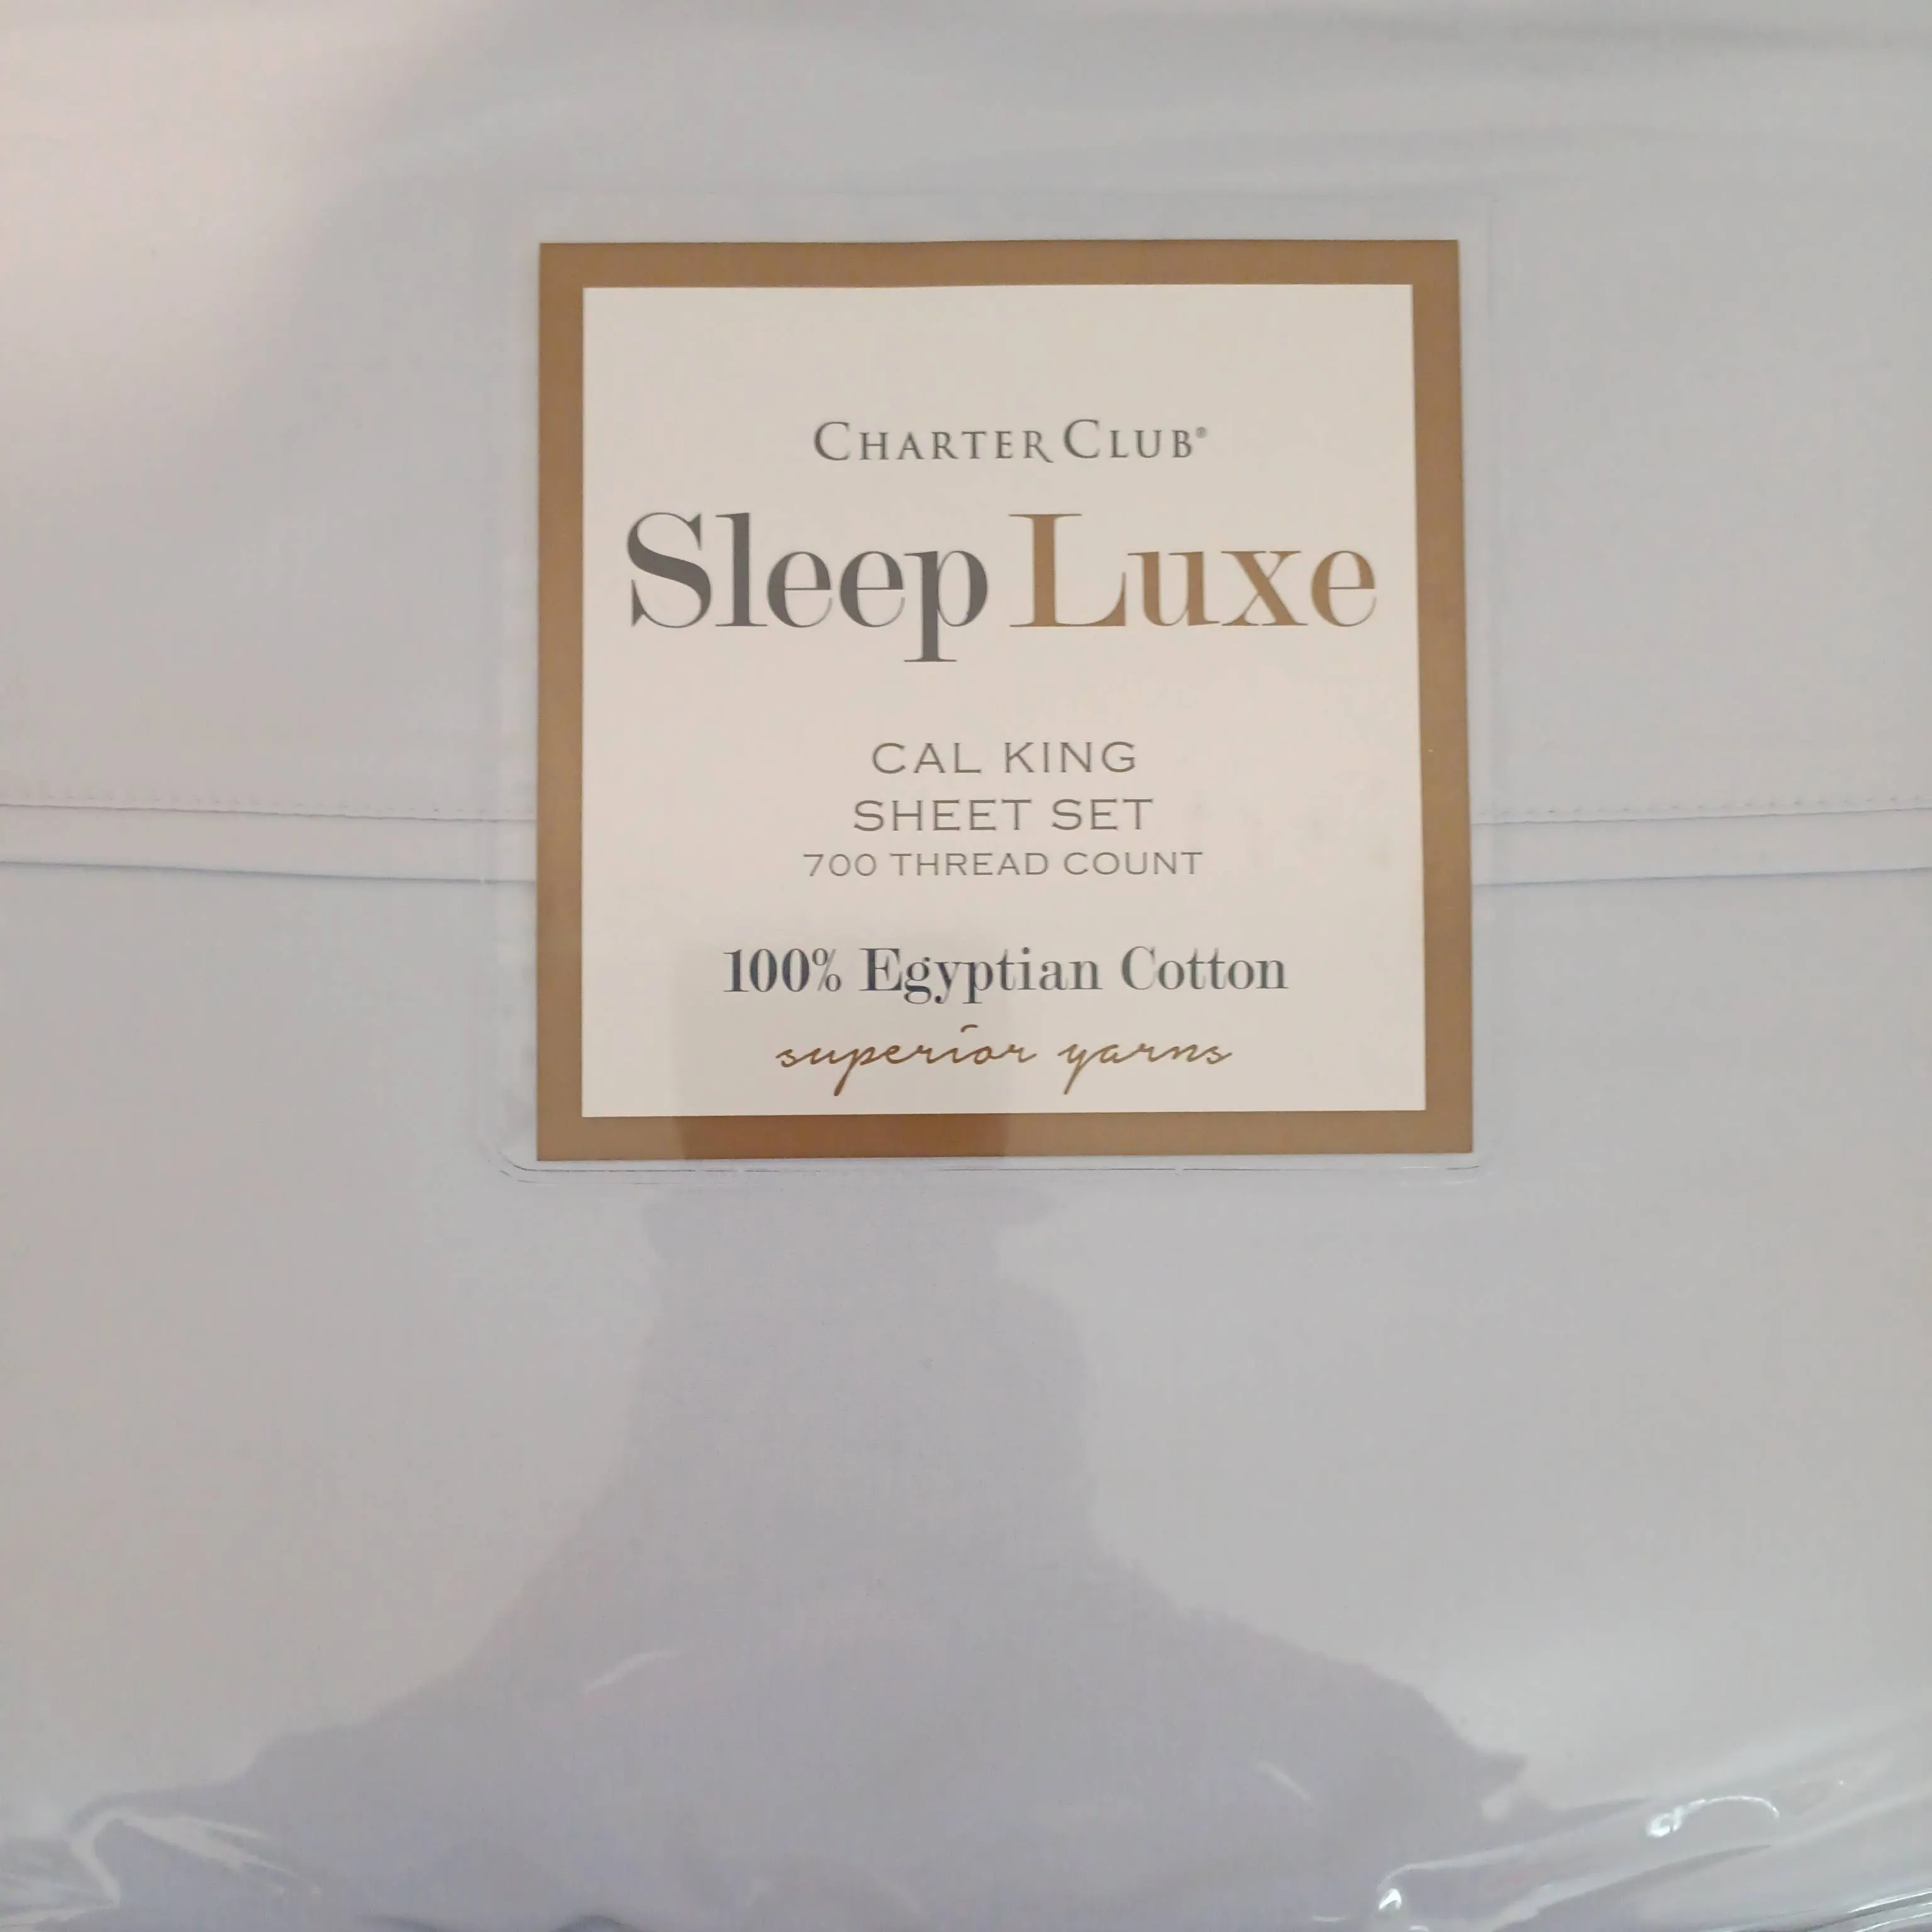 CHARTER CLUB®
Sleep Luxe
CAL KING
SHEET SET
700 THREAD COUNT
100% Egyptian Cotton
superior yarns